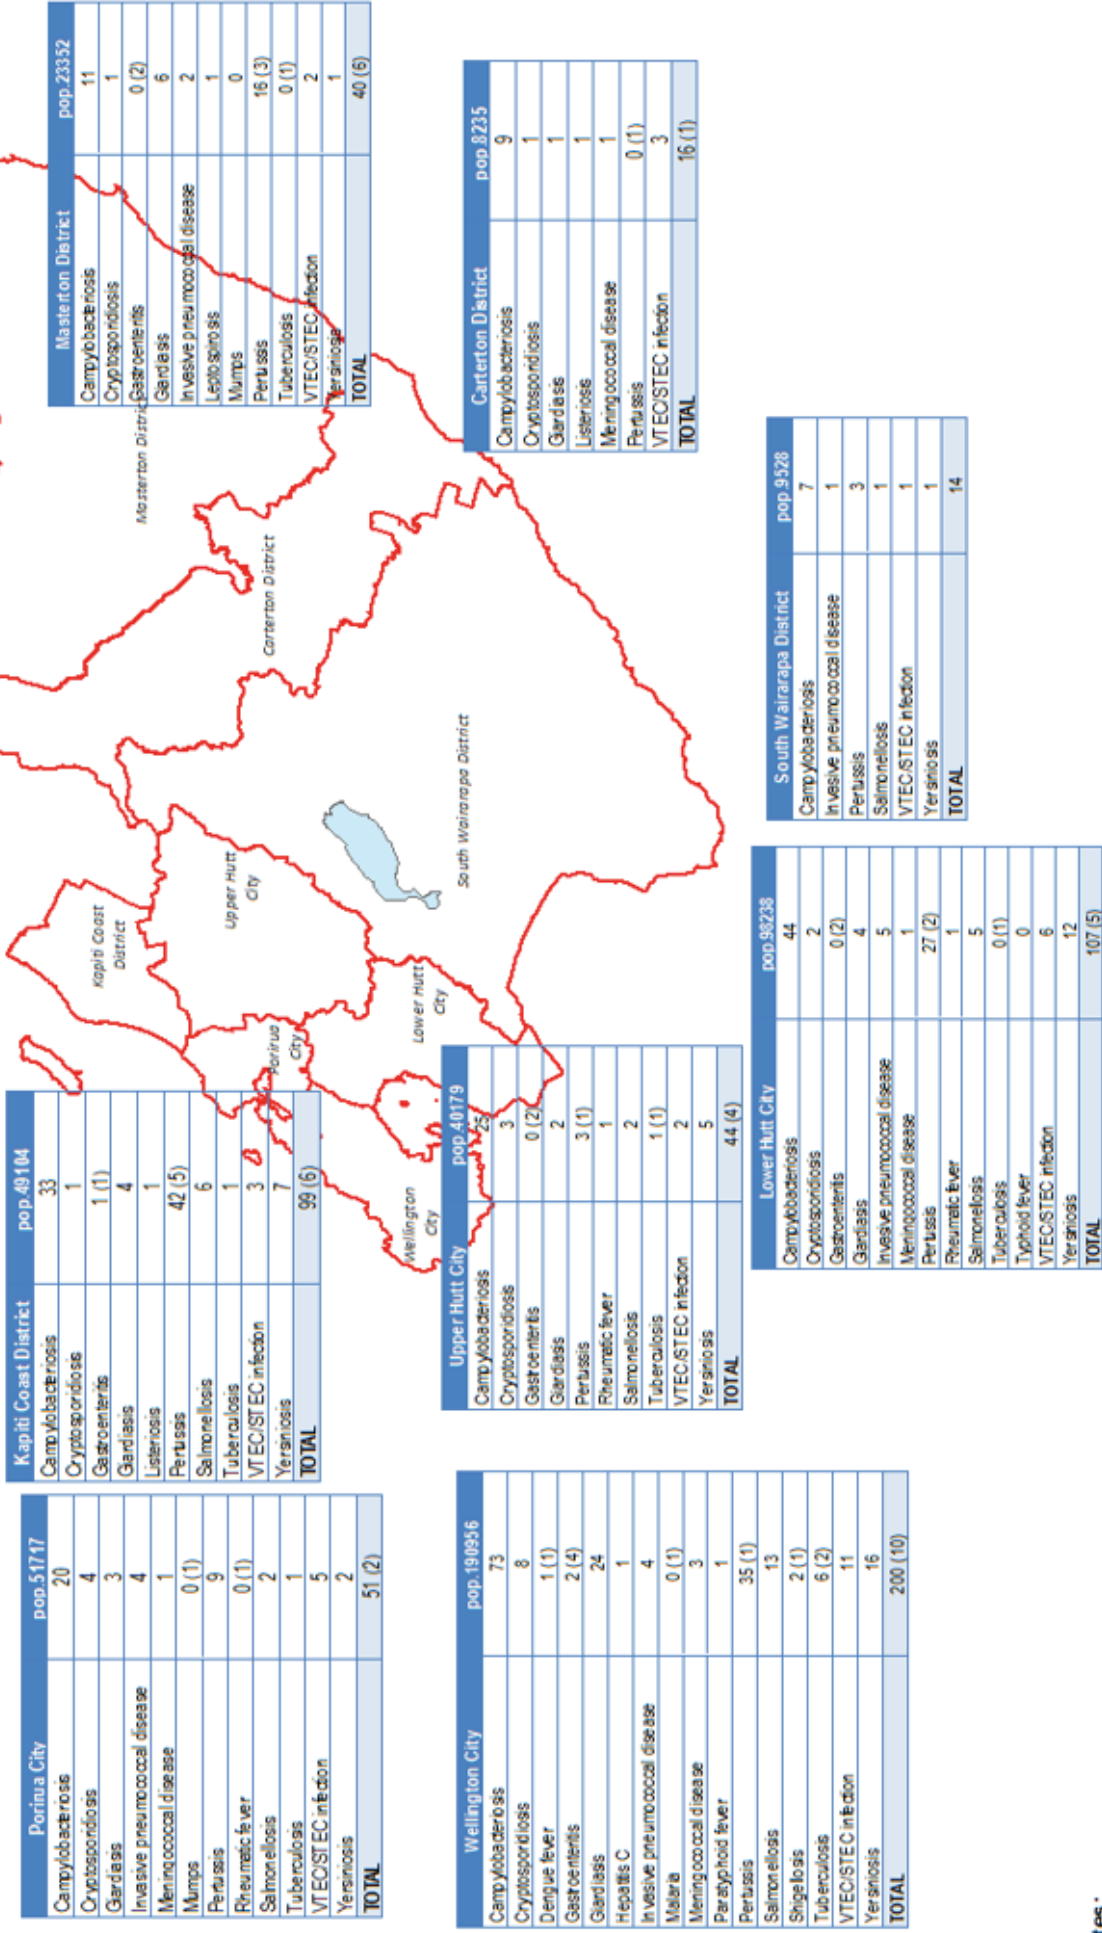 Porirua City pop.51717
Campylobacteriosis 20
Cryptosporidiosis 4
Giardiasis 3
Invasive pneumococcal disease 4
Meningococcal disease 1
Mumps 0 (1)
Pertussis 9
Rheumatic fever 0 (1)
Salmonellosis 2
Tuberculosis 1
VTEC/STEC infection 5
Yersiniosis 2
TOTAL 51 (2)
Kapiti Coast District pop.49104
Campylobacteriosis 33
Cryptosporidiosis 1
Gastroenteritis 1 (1)
Giardiasis 4
Listeriosis 1
Pertussis 42 (5)
Salmonellosis 6
Tuberculosis 1
VTEC/STEC infection 3
Yersiniosis 7
TOTAL 99 (6)
Masterton District pop.23352
Campylobacteriosis 11
Cryptosporidiosis 1
Gastroenteritis 0 (2)
Giardiasis 6
Invasive pneumococcal disease 2
Leptospirosis 1
Mumps 0
Pertussis 16 (3)
Tuberculosis 0 (1)
VTEC/STEC infection 2
Yersiniosis 1
TOTAL 40 (6)
Kapiti Coast
District
Masterton District
Upper Hutt
City
Carterton District
Porirua
City
Lower Hutt
City
Wellington
City
South Wairarapa District
Wellington City pop.190956
Campylobacteriosis 73
Cryptosporidiosis 8
Dengue fever 1 (1)
Gastroenteritis 2 (4)
Giardiasis 24
Hepatitis C 1
Invasive pneumococcal disease 4
Malaria 0 (1)
Meningococcal disease 3
Paratyphoid fever 1
Pertussis 35 (1)
Salmonellosis 13
Shigellosis 2 (1)
Tuberculosis 6 (2)
VTEC/STEC infection 11
Yersiniosis 16
TOTAL 200 (10)
Upper Hutt City pop.40179
Campylobacteriosis 25
Cryptosporidiosis 3
Gastroenteritis 0 (2)
Giardiasis 2
Pertussis 3 (1)
Rheumatic fever 1
Salmonellosis 2
Tuberculosis 1 (1)
VTEC/STEC infection 2
Yersiniosis 5
TOTAL 44 (4)
Carterton District pop.8235
Campylobacteriosis 9
Cryptosporidiosis 1
Giardiasis 1
Listeriosis 1
Meningococcal disease 1
Pertussis 0 (1)
VTEC/STEC infection 3
TOTAL 16 (1)
Lower Hutt City pop.98238
Campylobacteriosis 44
Cryptosporidiosis 2
Gastroenteritis 0 (2)
Giardiasis 4
Invasive pneumococcal disease 5
Meningococcal disease 1
Pertussis 27 (2)
Rheumatic fever 1
Salmonellosis 5
Tuberculosis 0 (1)
Typhoid fever 0
VTEC/STEC infection 6
Yersiniosis 12
TOTAL 107 (5)
South Wairarapa District pop.9528
Campylobacteriosis 7
Invasive pneumococcal disease 1
Pertussis 3
Salmonellosis 1
VTEC/STEC infection 1
Yersiniosis 1
TOTAL 14